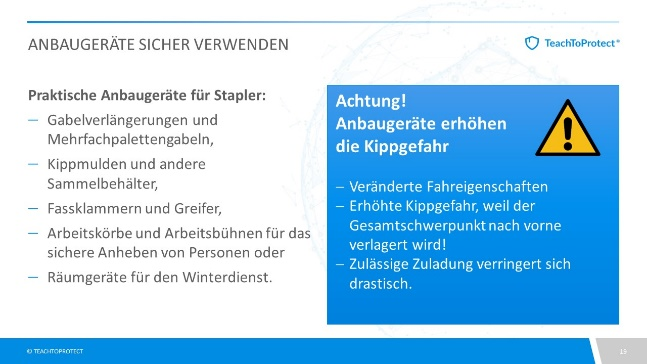 ANBAUGERÄTE SICHER VERWENDEN
TeachToProtect®
Praktische Anbaugeräte für Stapler:
– Gabelverlängerungen und
Mehrfachpalettengabeln,
– Kippmulden und andere
Sammelbehälter,
– Fassklammern und Greifer,
– Arbeitskörbe und Arbeitsbühnen für das
sichere Anheben von Personen oder
– Räumgeräte für den Winterdienst.
Achtung!
Anbaugeräte erhöhen
die Kippgefahr
– Veränderte Fahreigenschaften
– Erhöhte Kippgefahr, weil der
Gesamtschwerpunkt nach vorne
verlagert wird!
– Zulässige Zuladung verringert sich
drastisch.
© TEACHTOPROTECT